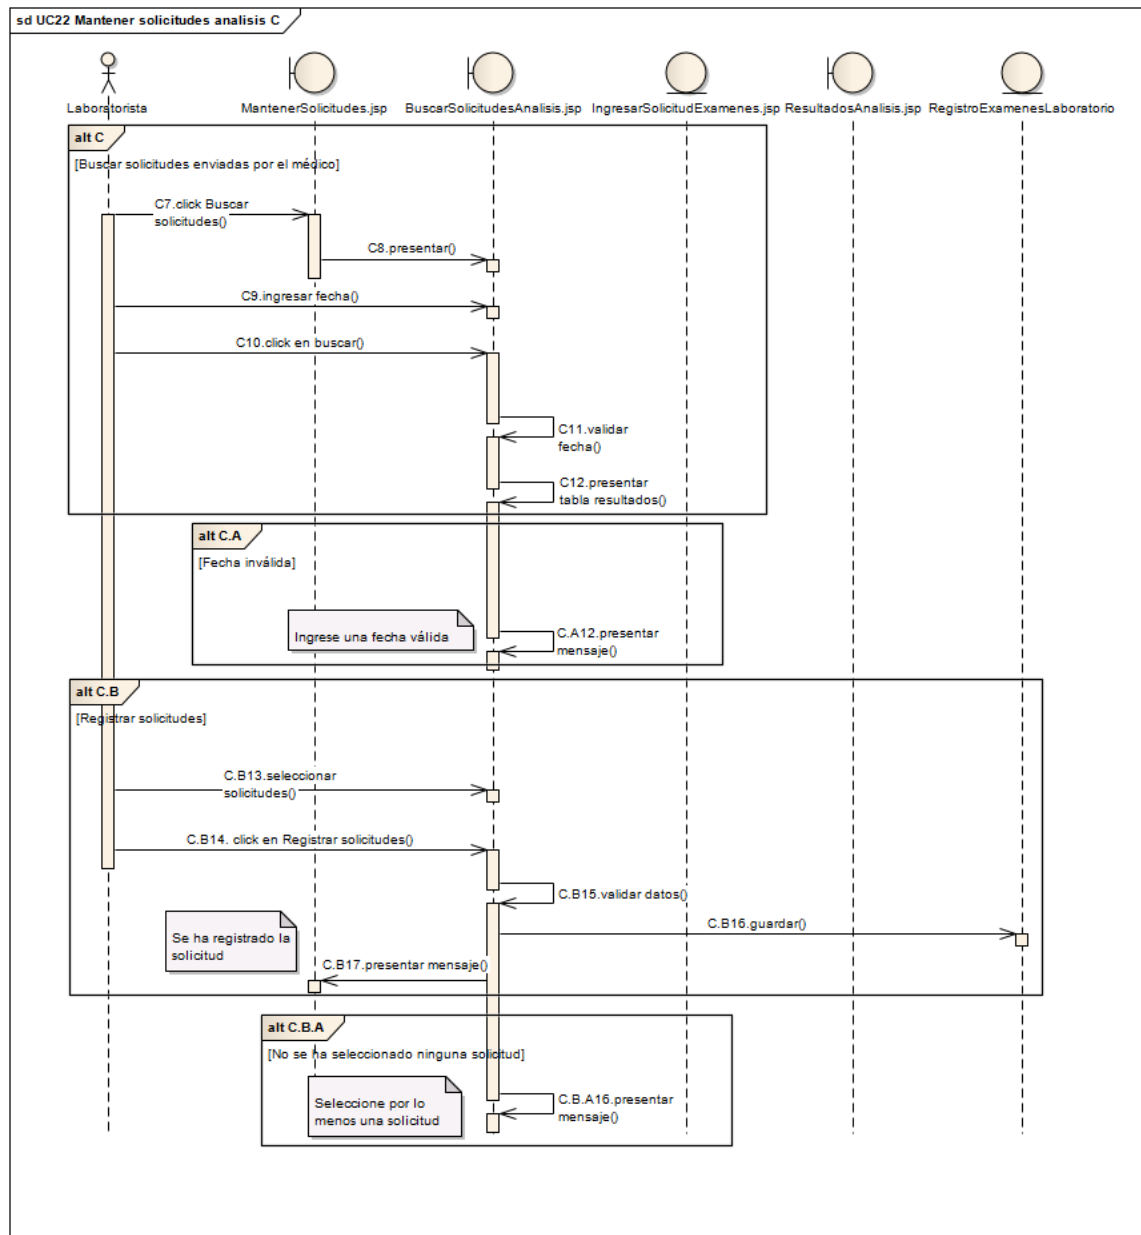 sd UC22 Mantener solicitudes analisis C
Laboratorista
MantenerSolicitudes.jsp
BuscarSolicitudesAnalisis.jsp
IngresarSolicitudExamenes.jsp
ResultadosAnalisis.jsp
RegistroExamenesLaboratorio
alt C
[Buscar solicitudes enviadas por el médico]
C7.click Buscar
solicitudes()
C8.presentar()
C9.ingresar fecha()
C10.click en buscar()
C11.validar
fecha()
C12.presentar
tabla resultados()
alt C.A
[Fecha inválida]
Ingrese una fecha válida
C.A12.presentar
mensaje()
alt C.B
[Registrar solicitudes]
C.B13.seleccionar
solicitudes()
C.B14. click en Registrar solicitudes()
C.B15.validar datos()
C.B16.guardar()
Se ha registrado la
solicitud
C.B17.presentar mensaje()
alt C.B.A
[No se ha seleccionado ninguna solicitud]
Seleccione por lo
menos una solicitud
C.B.A16.presentar
mensaje()